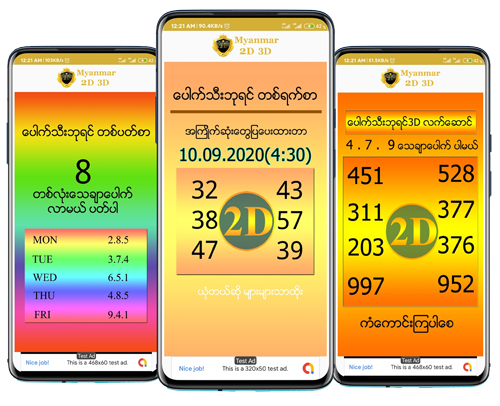 12:21 AM
Myanmar
2D 3D
ပေါက်သီးဘုရင် တစ်ပတ်စာ
8
တစ်လုံးသေချာပေါက်
လာမယ် ပတ်ပါ
MON 2.8.5
TUE 3.7.4
WED 6.5.1
THU 4.8.5
FRI 9.4.1
Test Ad
Nice job! This is a 468x60 test ad.
12:21 AM | 90.4KB/s
Myanmar
2D 3D
ပေါက်သီးဘုရင် တစ်ရက်စာ
အကြိုက်ဆုံးတွေပြပေးထားတာ
10.09.2020(4:30)
32 43
38 2D 57
47 39
ယုံတယ်ဆို များများသာထိုး
Test Ad
Nice job! This is a 320x50 test ad.
12:21 AM
Myanmar
2D 3D
ပေါက်သီးဘုရင်3D လက်ဆောင်
4 . 7 . 9 သေချာပေါက် ပါမယ်
451 528
311 377
2D
203 376
997 952
ကံကောင်းကြပါစေ
Test Ad
Nice job! This is a 468x60 test ad.